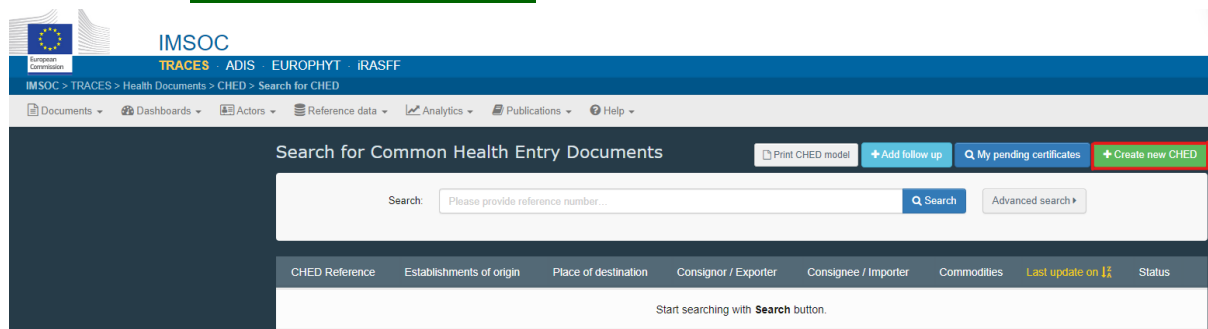 IMSOC
European
Commission
TRACES · ADIS · EUROPHYT · iRASFF
IMSOC > TRACES > Health Documents > CHED > Search for CHED
Documents Dashboards Actors Reference data Analytics Publications Help
Search for Common Health Entry Documents Print CHED model + Add follow up My pending certificates + Create new CHED
Search: Please provide reference number... Search Advanced search
CHED Reference Establishments of origin Place of destination Consignor / Exporter Consignee / Importer Commodities Last update on Status
Start searching with Search button.